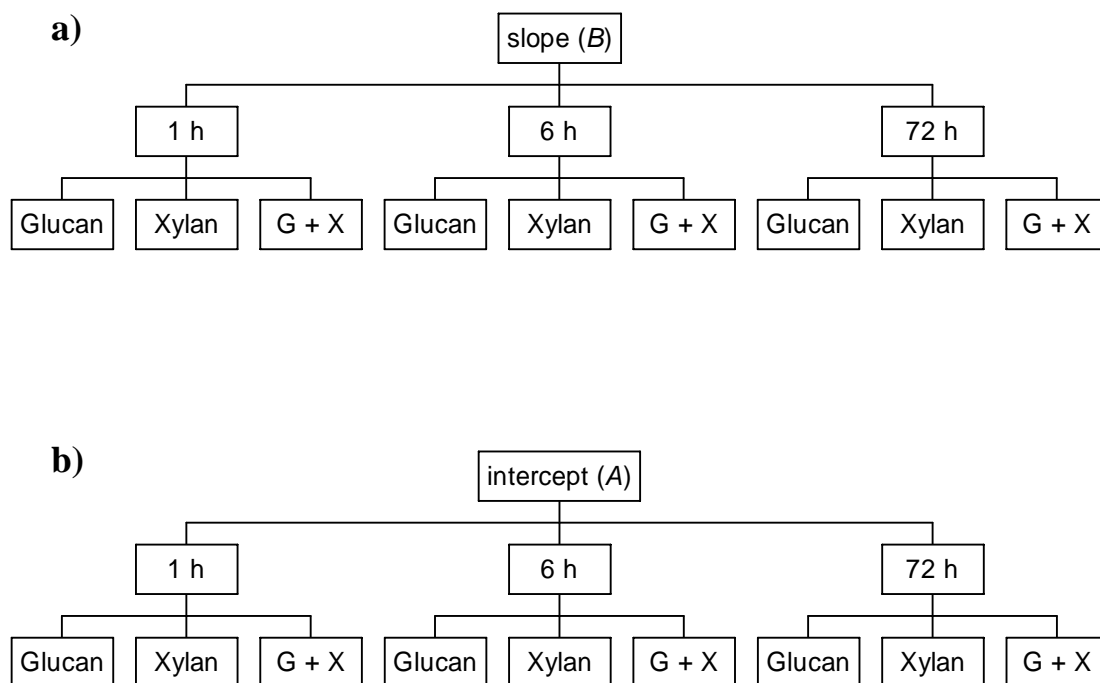 a)
slope (B)
1 h 6 h 72 h
Glucan Xylan G + X Glucan Xylan G + X Glucan Xylan G + X
b)
intercept (A)
1 h 6 h 72 h
Glucan Xylan G + X Glucan Xylan G + X Glucan Xylan G + X